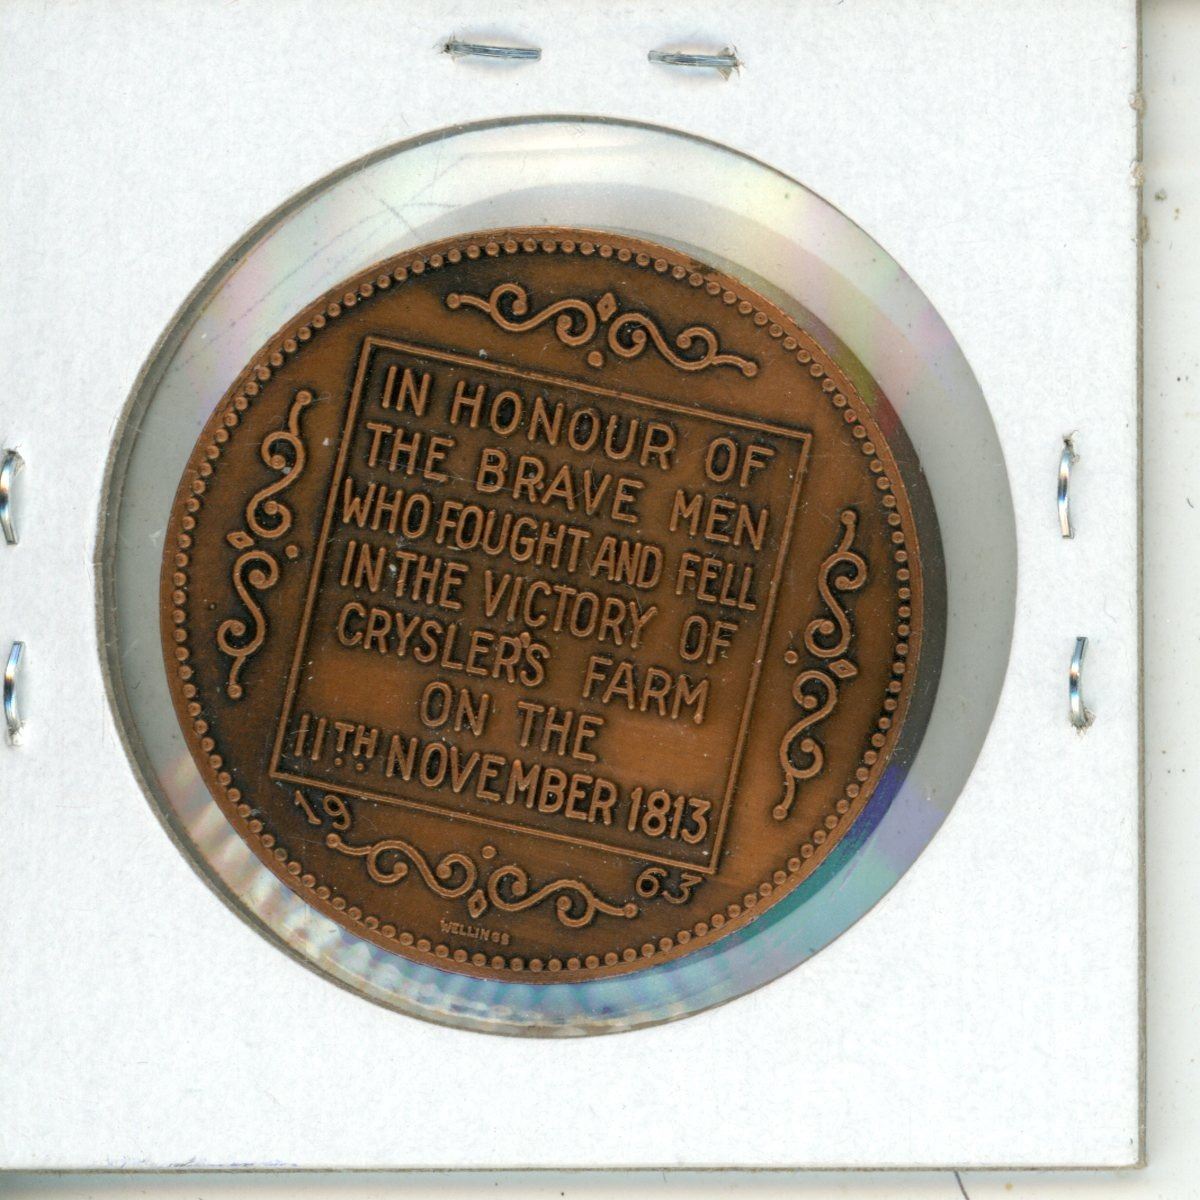 IN HONOUR OF
THE BRAVE MEN
WHO FOUGHT AND FELL
IN THE VICTORY OF
CRYSLER'S FARM
ON THE
11TH NOVEMBER 1813
19 63
WELLINGS